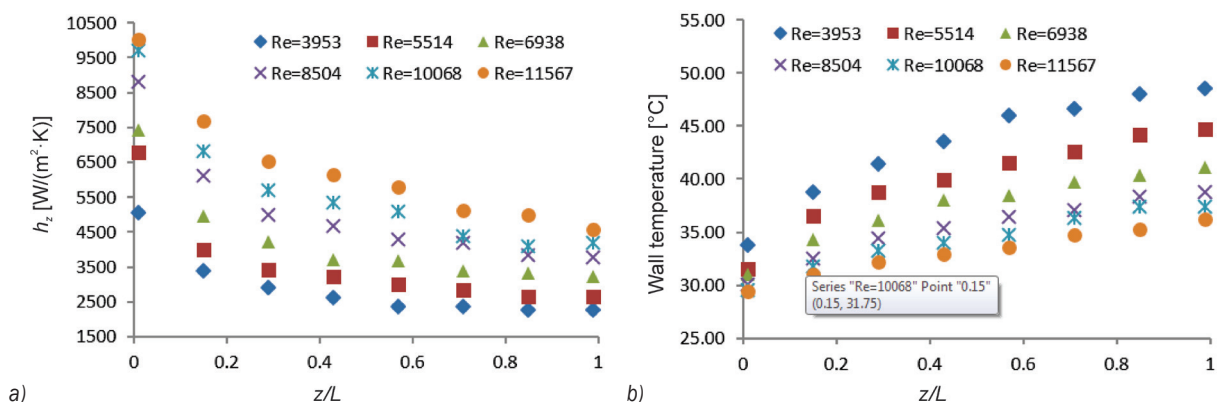 10500
9500
8500
7500
6500
5500
4500
3500
2500
1500
h_z [W/(m²·K)]
Re=3953 Re=5514 Re=6938
Re=8504 Re=10068 Re=11567
0 0.2 0.4 0.6 0.8 1
a) z/L
55.00
50.00
45.00
40.00
35.00
30.00
25.00
Wall temperature [°C]
Re=3953 Re=5514 Re=6938
Re=8504 Re=10068 Re=11567
Series "Re=10068" Point "0.15"
(0.15, 31.75)
0 0.2 0.4 0.6 0.8 1
b) z/L